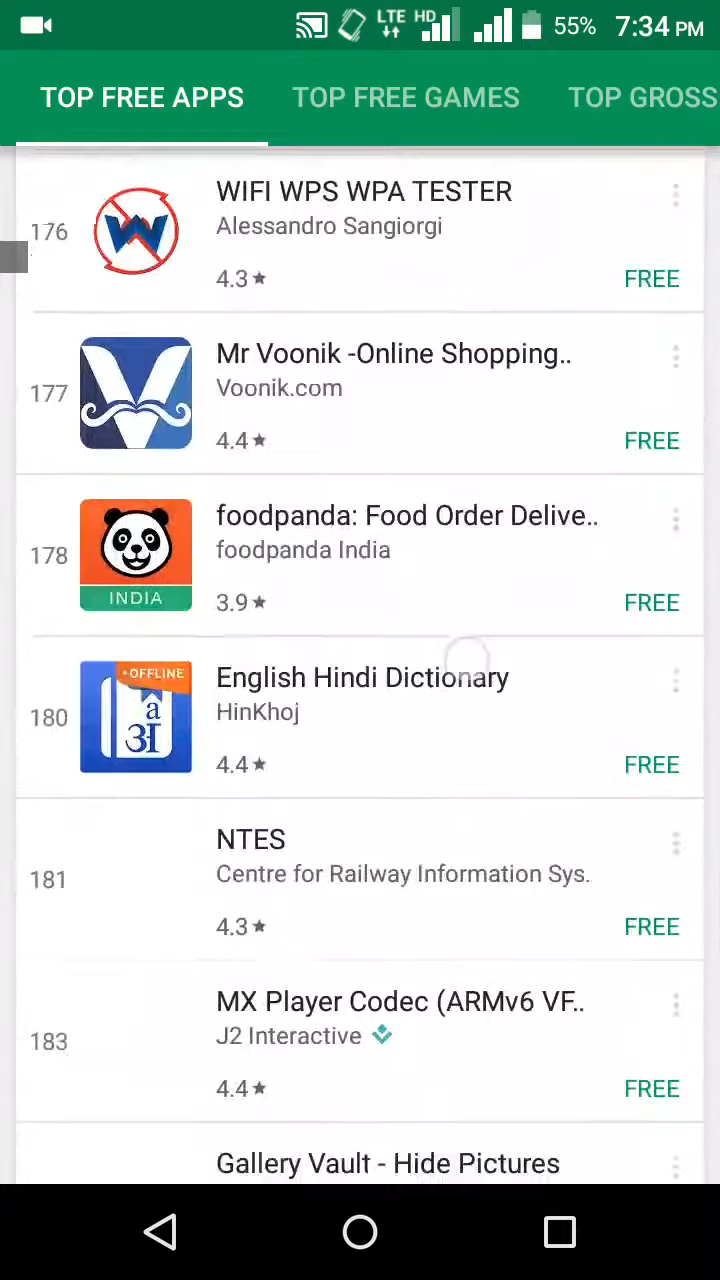 LTE HD 55% 7:34 PM
TOP FREE APPS TOP FREE GAMES TOP GROSS
WIFI WPS WPA TESTER
176 Alessandro Sangiorgi
4.3★ FREE
Mr Voonik -Online Shopping..
177 Voonik.com
4.4★ FREE
foodpanda: Food Order Delive..
178 foodpanda India
INDIA
3.9★ FREE
OFFLINE
English Hindi Dictionary
180 HinKhoj
a
अ
4.4★ FREE
NTES
181 Centre for Railway Information Sys.
4.3★ FREE
MX Player Codec (ARMv6 VF..
183 J2 Interactive
4.4★ FREE
Gallery Vault - Hide Pictures